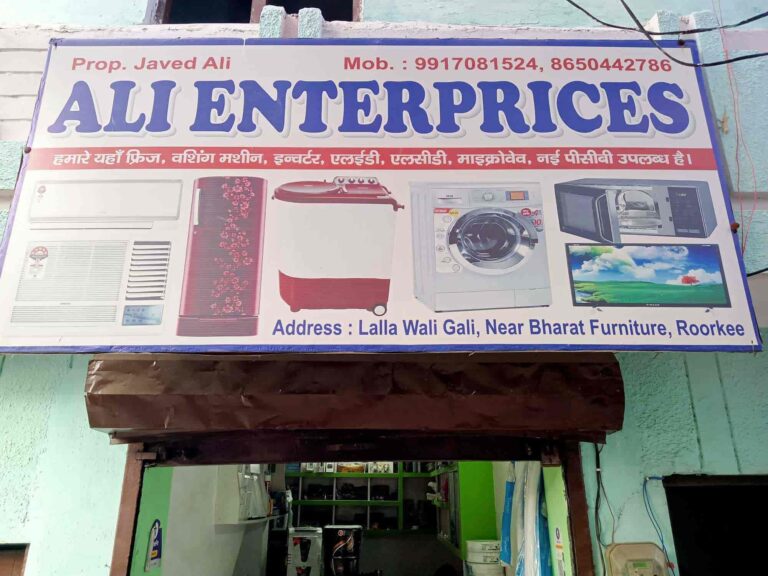 Prop. Javed Ali Mob. : 9917081524, 8650442786
ALI ENTERPRICES
हमारे यहाँ फ्रिज, वशिंग मशीन, इन्वर्टर, एलईडी, एलसीडी, माइक्रोवेव, नई पीसीबी उपलब्ध है।
Address : Lalla Wali Gali, Near Bharat Furniture, Roorkee